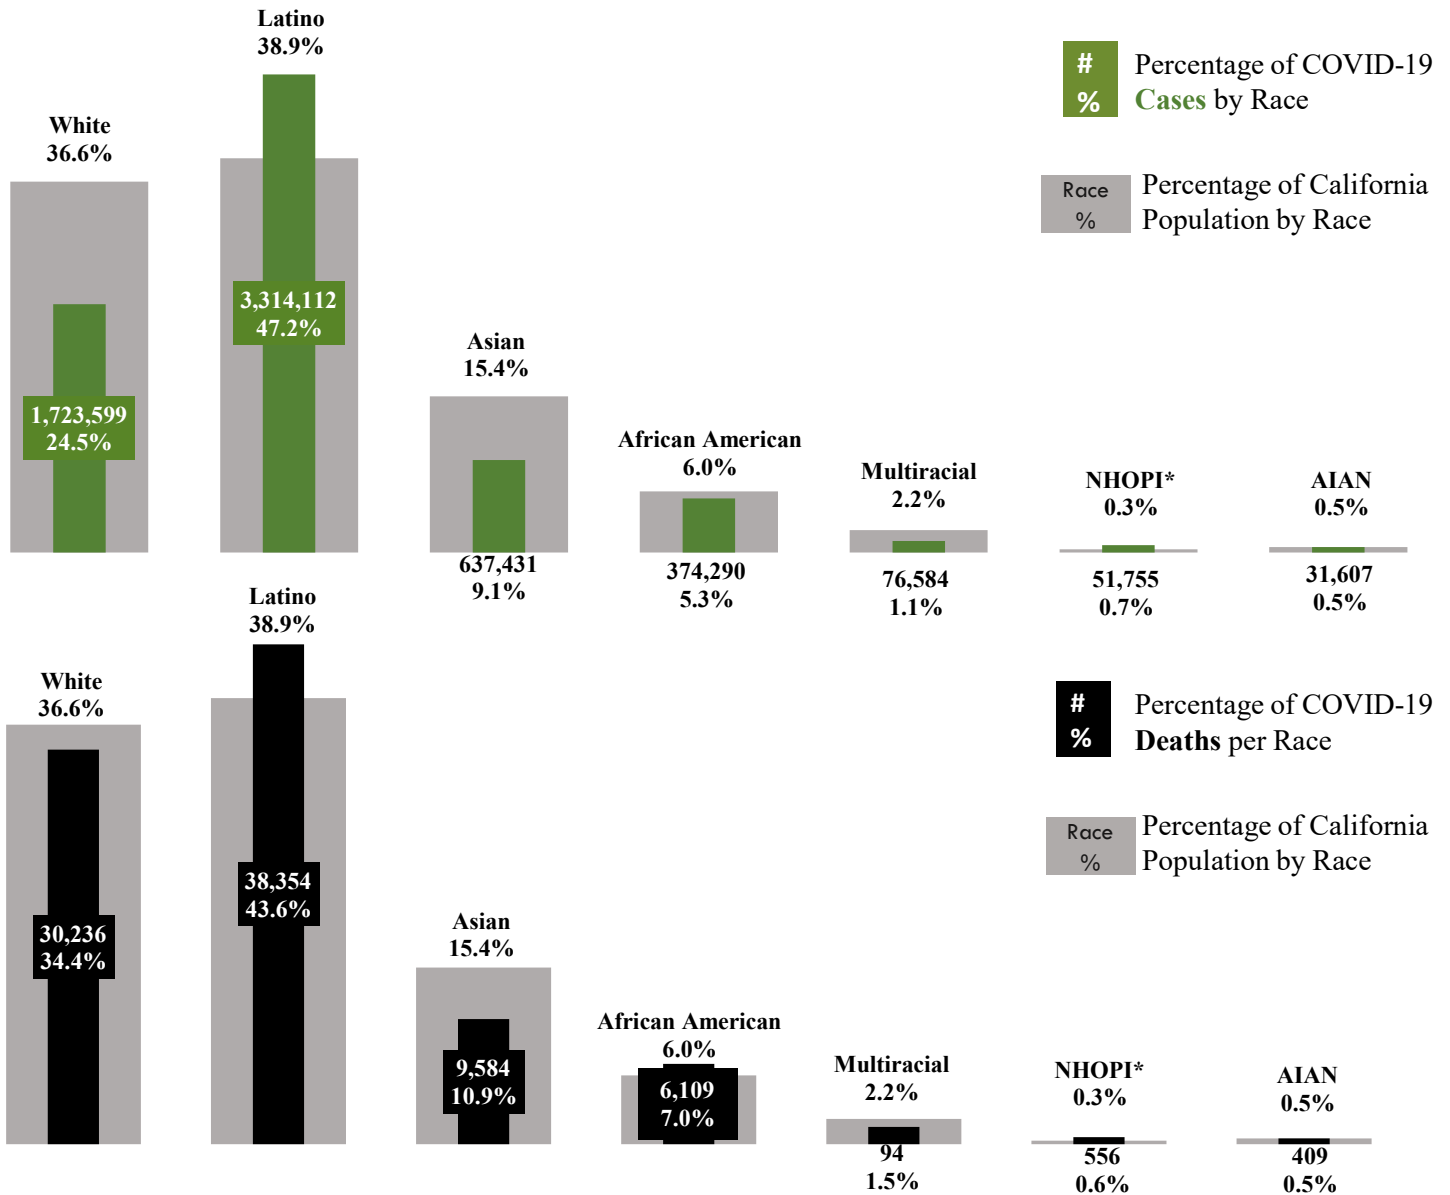 Latino
38.9%
White
36.6%
3,314,112
47.2%
1,723,599
24.5%
Asian
15.4%
637,431
9.1%
African American
6.0%
374,290
5.3%
Multiracial
2.2%
76,584
1.1%
NHOPI*
0.3%
51,755
0.7%
AIAN
0.5%
31,607
0.5%
#
%
Percentage of COVID-19
Cases by Race
Race
%
Percentage of California
Population by Race
Latino
38.9%
White
36.6%
38,354
43.6%
30,236
34.4%
Asian
15.4%
9,584
10.9%
African American
6.0%
6,109
7.0%
Multiracial
2.2%
94
1.5%
NHOPI*
0.3%
556
0.6%
AIAN
0.5%
409
0.5%
#
%
Percentage of COVID-19
Deaths per Race
Race
%
Percentage of California
Population by Race